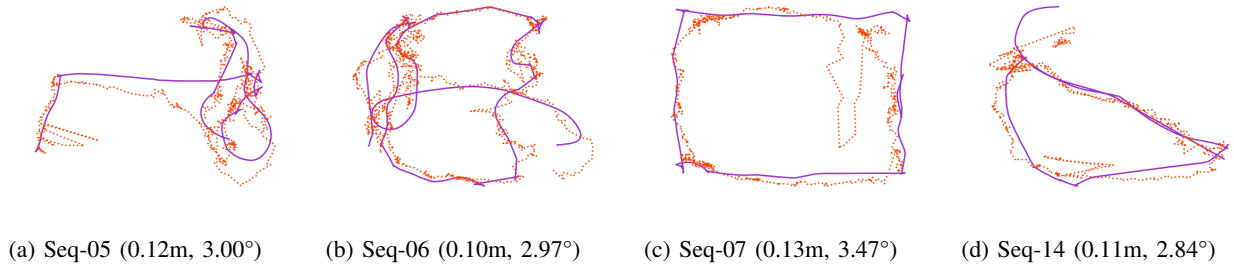 (a) Seq-05 (0.12m, 3.00°) (b) Seq-06 (0.10m, 2.97°) (c) Seq-07 (0.13m, 3.47°) (d) Seq-14 (0.11m, 2.84°)